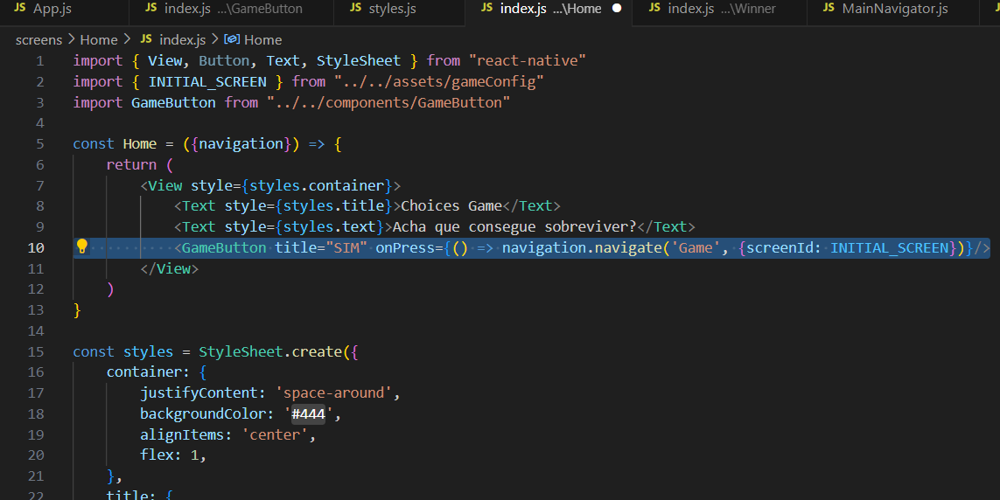 JS App.js JS index.js ...\GameButton JS styles.js JS index.js ...\Home ● JS index.js ...\Winner JS MainNavigator.js
screens > Home > JS index.js > Home
1 import { View, Button, Text, StyleSheet } from "react-native"
2 import { INITIAL_SCREEN } from "../../assets/gameConfig"
3 import GameButton from "../../components/GameButton"
4
5 const Home = ({navigation}) => {
6 return (
7 <View style={styles.container}>
8 <Text style={styles.title}>Choices Game</Text>
9 <Text style={styles.text}>Acha que consegue sobreviver?</Text>
10 <GameButton title="SIM" onPress={() => navigation.navigate('Game', {screenId: INITIAL_SCREEN})}/>
11 </View>
12 )
13 }
14
15 const styles = StyleSheet.create({
16 container: {
17 justifyContent: 'space-around',
18 backgroundColor: '#444',
19 alignItems: 'center',
20 flex: 1,
21 },
22 title: {